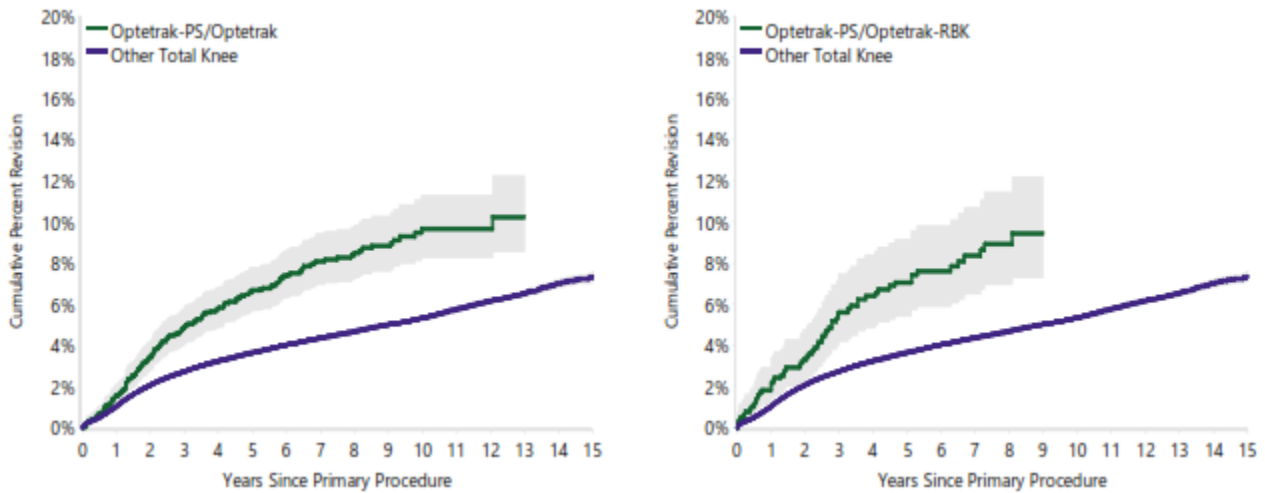 20%
18%
16%
14%
12%
10%
8%
6%
4%
2%
0%
Cumulative Percent Revision
Optetrak-PS/Optetrak
Other Total Knee
0 1 2 3 4 5 6 7 8 9 10 11 12 13 14 15
Years Since Primary Procedure
20%
18%
16%
14%
12%
10%
8%
6%
4%
2%
0%
Cumulative Percent Revision
Optetrak-PS/Optetrak-RBK
Other Total Knee
0 1 2 3 4 5 6 7 8 9 10 11 12 13 14 15
Years Since Primary Procedure